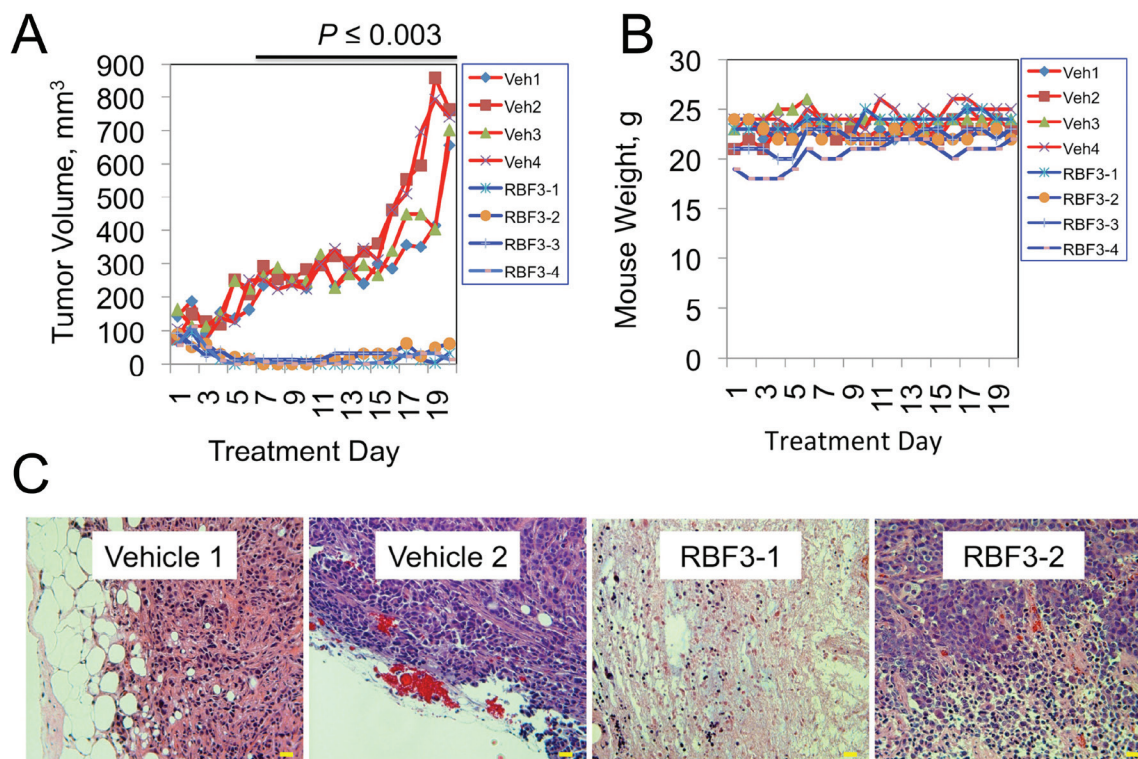 A
P ≤ 0.003
Tumor Volume, mm³
900
800
700
600
500
400
300
200
100
0
1
3
5
7
9
11
13
15
17
19
Treatment Day
Veh1
Veh2
Veh3
Veh4
RBF3-1
RBF3-2
RBF3-3
RBF3-4
B
Mouse Weight, g
30
25
20
15
10
5
0
1
3
5
7
9
11
13
15
17
19
Treatment Day
Veh1
Veh2
Veh3
Veh4
RBF3-1
RBF3-2
RBF3-3
RBF3-4
C
Vehicle 1
Vehicle 2
RBF3-1
RBF3-2